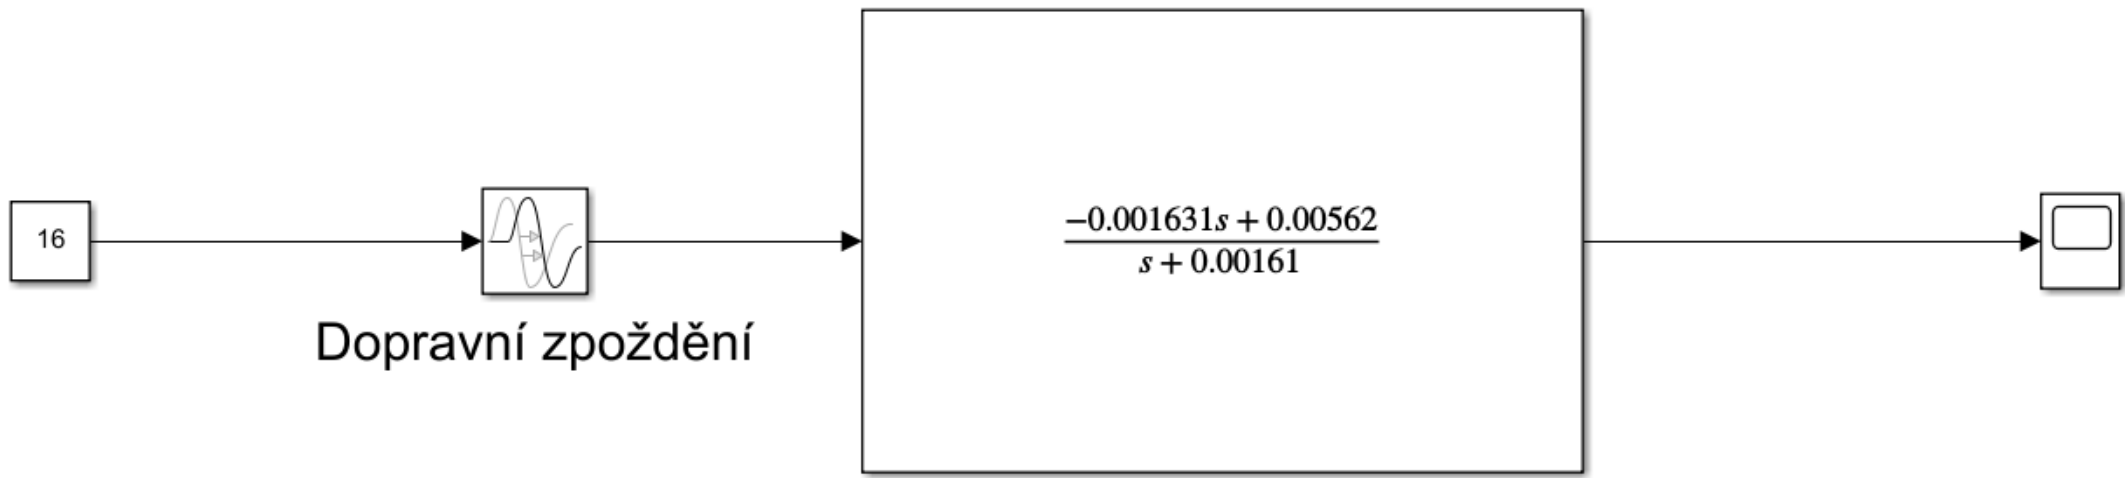 16
Dopravní zpoždění
−0.001631s + 0.00562
s + 0.00161